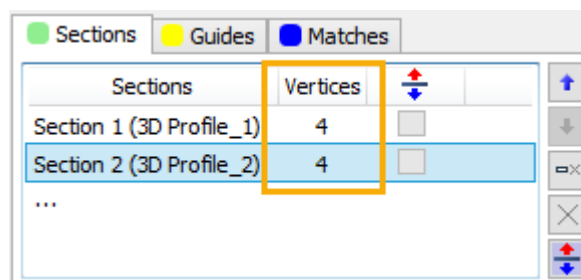 Sections Guides Matches
Sections Vertices
Section 1 (3D Profile_1) 4
Section 2 (3D Profile_2) 4
...